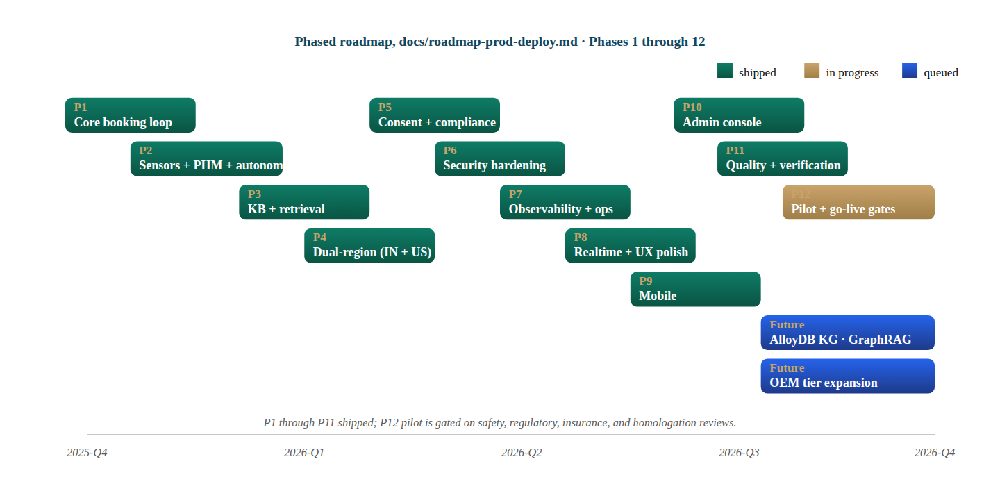 Phased roadmap, docs/roadmap-prod-deploy.md · Phases 1 through 12
shipped
in progress
queued
P1
Core booking loop
P5
Consent + compliance
P10
Admin console
P2
Sensors + PHM + autonom
P6
Security hardening
P11
Quality + verification
P3
KB + retrieval
P7
Observability + ops
P12
Pilot + go-live gates
P4
Dual-region (IN + US)
P8
Realtime + UX polish
P9
Mobile
Future
AlloyDB KG · GraphRAG
Future
OEM tier expansion
P1 through P11 shipped; P12 pilot is gated on safety, regulatory, insurance, and homologation reviews.
2025-Q4
2026-Q1
2026-Q2
2026-Q3
2026-Q4